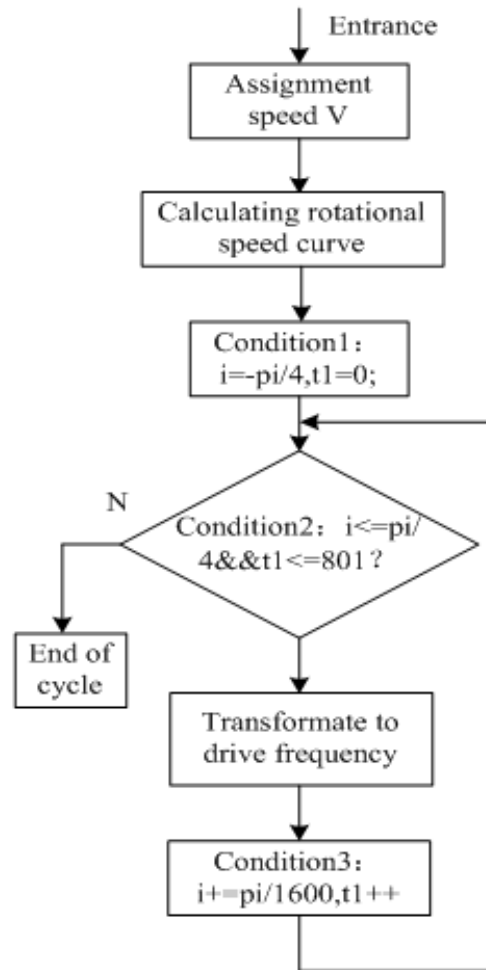 Entrance
Assignment
speed V
Calculating rotational
speed curve
Condition1：
i=-pi/4,t1=0;
N
Condition2：i<=pi/
4&&t1<=801？
End of
cycle
Transformate to
drive frequency
Condition3：
i+=pi/1600,t1++